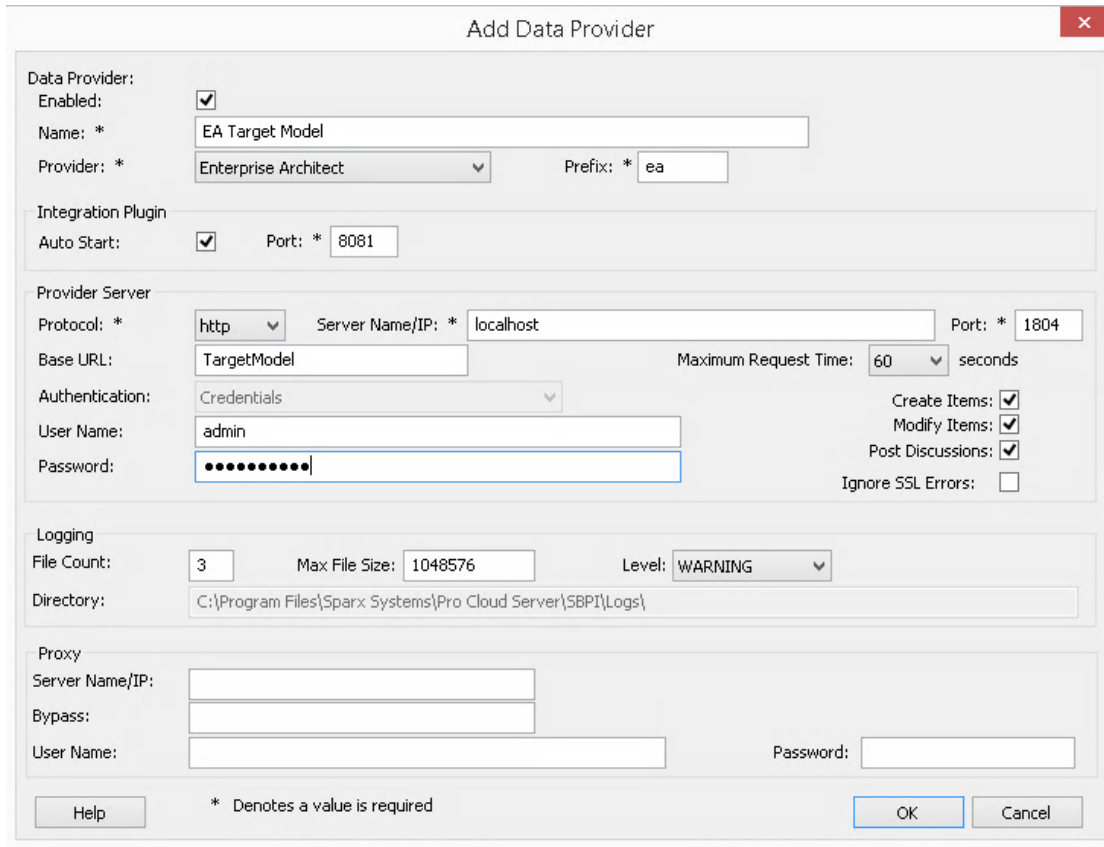 Add Data Provider
Data Provider:
Enabled:
Name: * EA Target Model
Provider: * Enterprise Architect Prefix: * ea
Integration Plugin
Auto Start: Port: * 8081
Provider Server
Protocol: * http Server Name/IP: * localhost Port: * 1804
Base URL: TargetModel Maximum Request Time: 60 seconds
Authentication: Credentials Create Items:
User Name: admin Modify Items:
Post Discussions:
Password: ●●●●●●●●●●
Ignore SSL Errors:
Logging
File Count: 3 Max File Size: 1048576 Level: WARNING
Directory: C:\Program Files\Sparx Systems\Pro Cloud Server\SBPI\Logs\
Proxy
Server Name/IP:
Bypass:
User Name: Password:
Help * Denotes a value is required OK Cancel